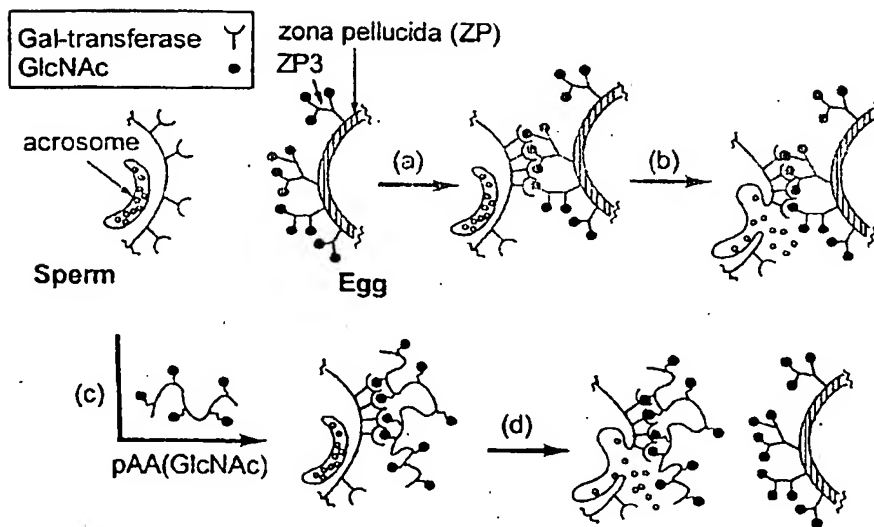 Gal-transferase
GlcNAc
zona pellucida (ZP)
ZP3
acrosome
(a)
(b)
Sperm
Egg
(c)
pAA(GlcNAc)
(d)